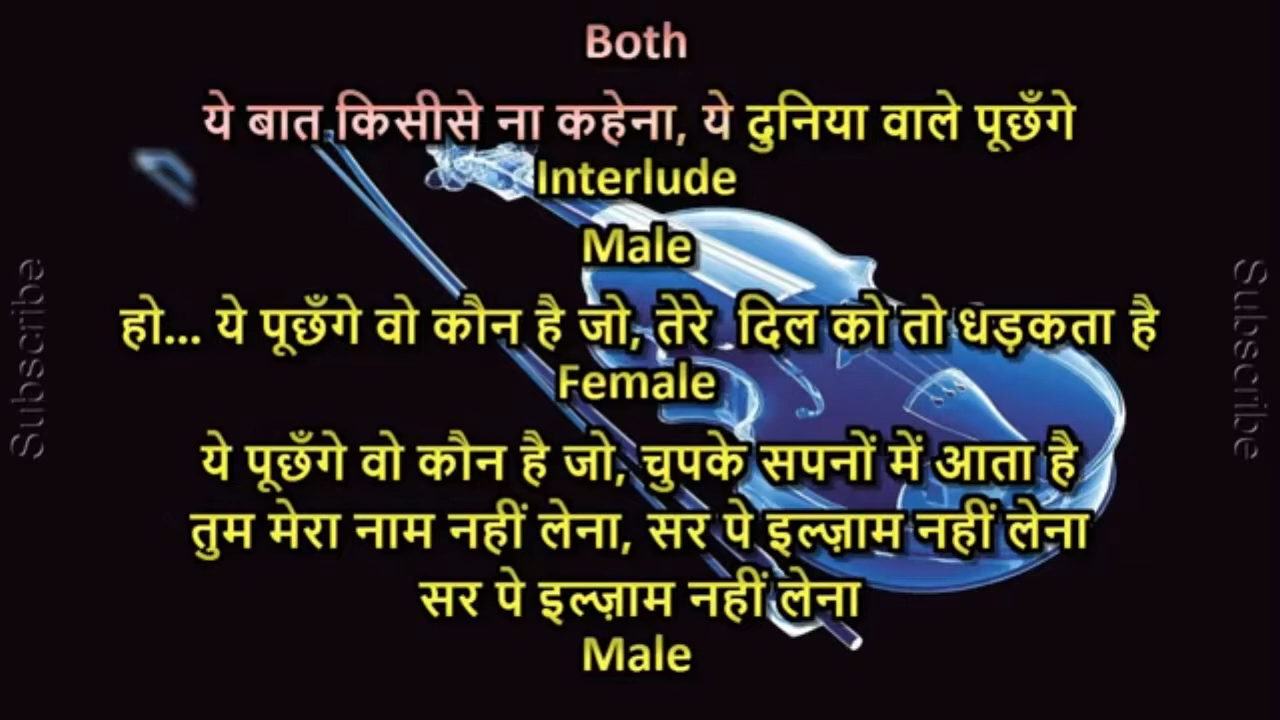 Both
ये बात किसीसे ना कहेना, ये दुनिया वाले पूछँगे
Interlude
Male
हो... ये पूछँगे वो कौन है जो, तेरे दिल को तो धड़कता है
Female
ये पूछँगे वो कौन है जो, चुपके सपनों में आता है
तुम मेरा नाम नहीं लेना, सर पे इल्ज़ाम नहीं लेना
सर पे इल्ज़ाम नहीं लेना
Male
Subscribe
Subscribe